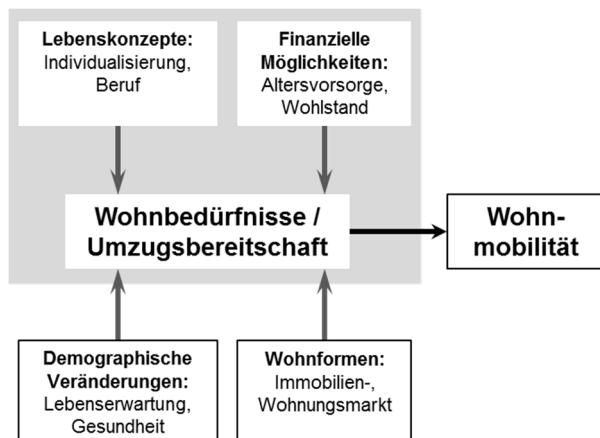 Lebenskonzepte:
Individualisierung,
Beruf
Finanzielle
Möglichkeiten:
Altersvorsorge,
Wohlstand
Wohnbedürfnisse /
Umzugsbereitschaft
Wohn-
mobilität
Demographische
Veränderungen:
Lebenserwartung,
Gesundheit
Wohnformen:
Immobilien-,
Wohnungsmarkt